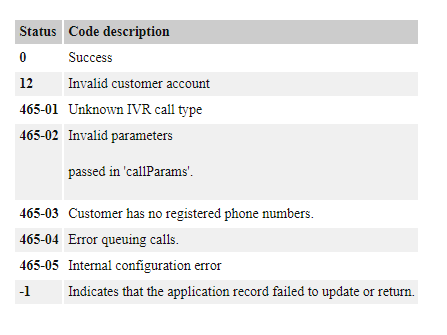 Status Code description
0 Success
12 Invalid customer account
465-01 Unknown IVR call type
465-02 Invalid parameters
passed in 'callParams'.
465-03 Customer has no registered phone numbers.
465-04 Error queuing calls.
465-05 Internal configuration error
-1 Indicates that the application record failed to update or return.